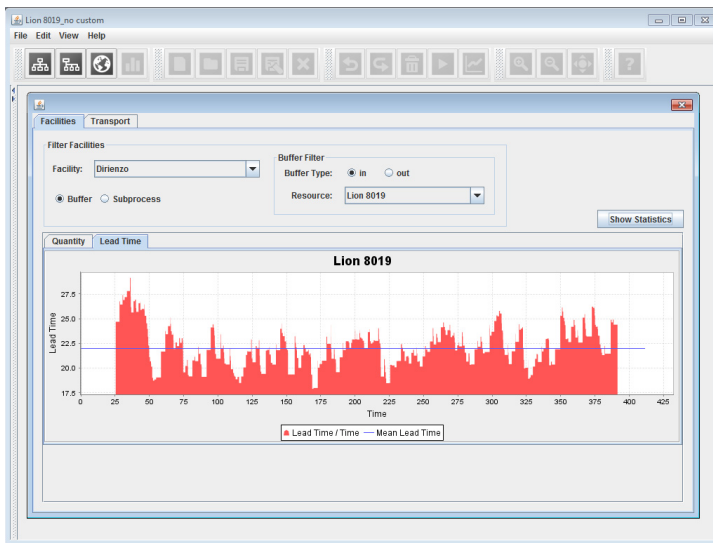 Lion 8019_no custom
File Edit View Help
Facilities Transport
Filter Facilities
Facility: Dirienzo
Buffer Subprocess
Buffer Filter
Buffer Type: in out
Resource: Lion 8019
Show Statistics
Quantity Lead Time
Lion 8019
Lead Time
27.5
25.0
22.5
20.0
17.5
0 25 50 75 100 125 150 175 200 225 250 275 300 325 350 375 400 425
Time
Lead Time / Time Mean Lead Time